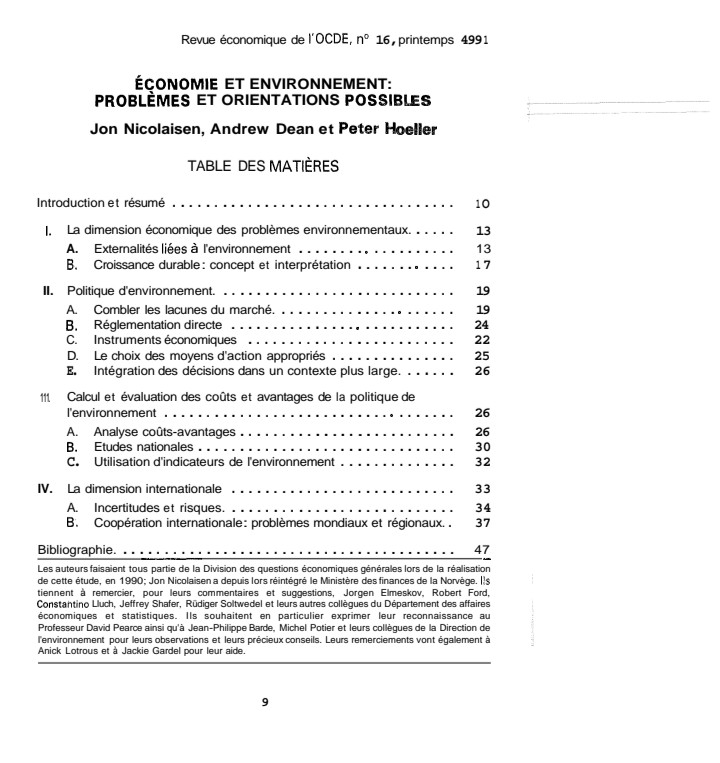 Revue économique de l'OCDE, nº 16, printemps 4991
ÉCONOMIE ET ENVIRONNEMENT:
PROBLÈMES ET ORIENTATIONS POSSIBLES
Jon Nicolaisen, Andrew Dean et Peter Hoeller
TABLE DES MATIÈRES
Introduction et résumé .................................. 10
I. La dimension économique des problèmes environnementaux. ..... 13
A. Externalités liées à l'environnement ................... 13
B. Croissance durable: concept et interprétation ............ 17
II. Politique d'environnement. ............................ 19
A. Combler les lacunes du marché. ...................... 19
B. Réglementation directe ........................... 24
C. Instruments économiques .......................... 22
D. Le choix des moyens d'action appropriés ............... 25
E. Intégration des décisions dans un contexte plus large. ...... 26
III. Calcul et évaluation des coûts et avantages de la politique de
l'environnement ................................... 26
A. Analyse coûts-avantages .......................... 26
B. Etudes nationales ............................... 30
C. Utilisation d'indicateurs de l'environnement .............. 32
IV. La dimension internationale ........................... 33
A. Incertitudes et risques. ............................ 34
B. Coopération internationale: problèmes mondiaux et régionaux. . 37
Bibliographie. ........................................ 47
Les auteurs faisaient tous partie de la Division des questions économiques générales lors de la réalisation
de cette étude, en 1990; Jon Nicolaisen a depuis lors réintégré le Ministère des finances de la Norvège. Ils
tiennent à remercier, pour leurs commentaires et suggestions, Jorgen Elmeskov, Robert Ford,
Constantino Lluch, Jeffrey Shafer, Rüdiger Soltwedel et leurs autres collègues du Département des affaires
économiques et statistiques. Ils souhaitent en particulier exprimer leur reconnaissance au
Professeur David Pearce ainsi qu'à Jean-Philippe Barde, Michel Potier et leurs collègues de la Direction de
l'environnement pour leurs observations et leurs précieux conseils. Leurs remerciements vont également à
Anick Lotrous et à Jackie Gardel pour leur aide.
9